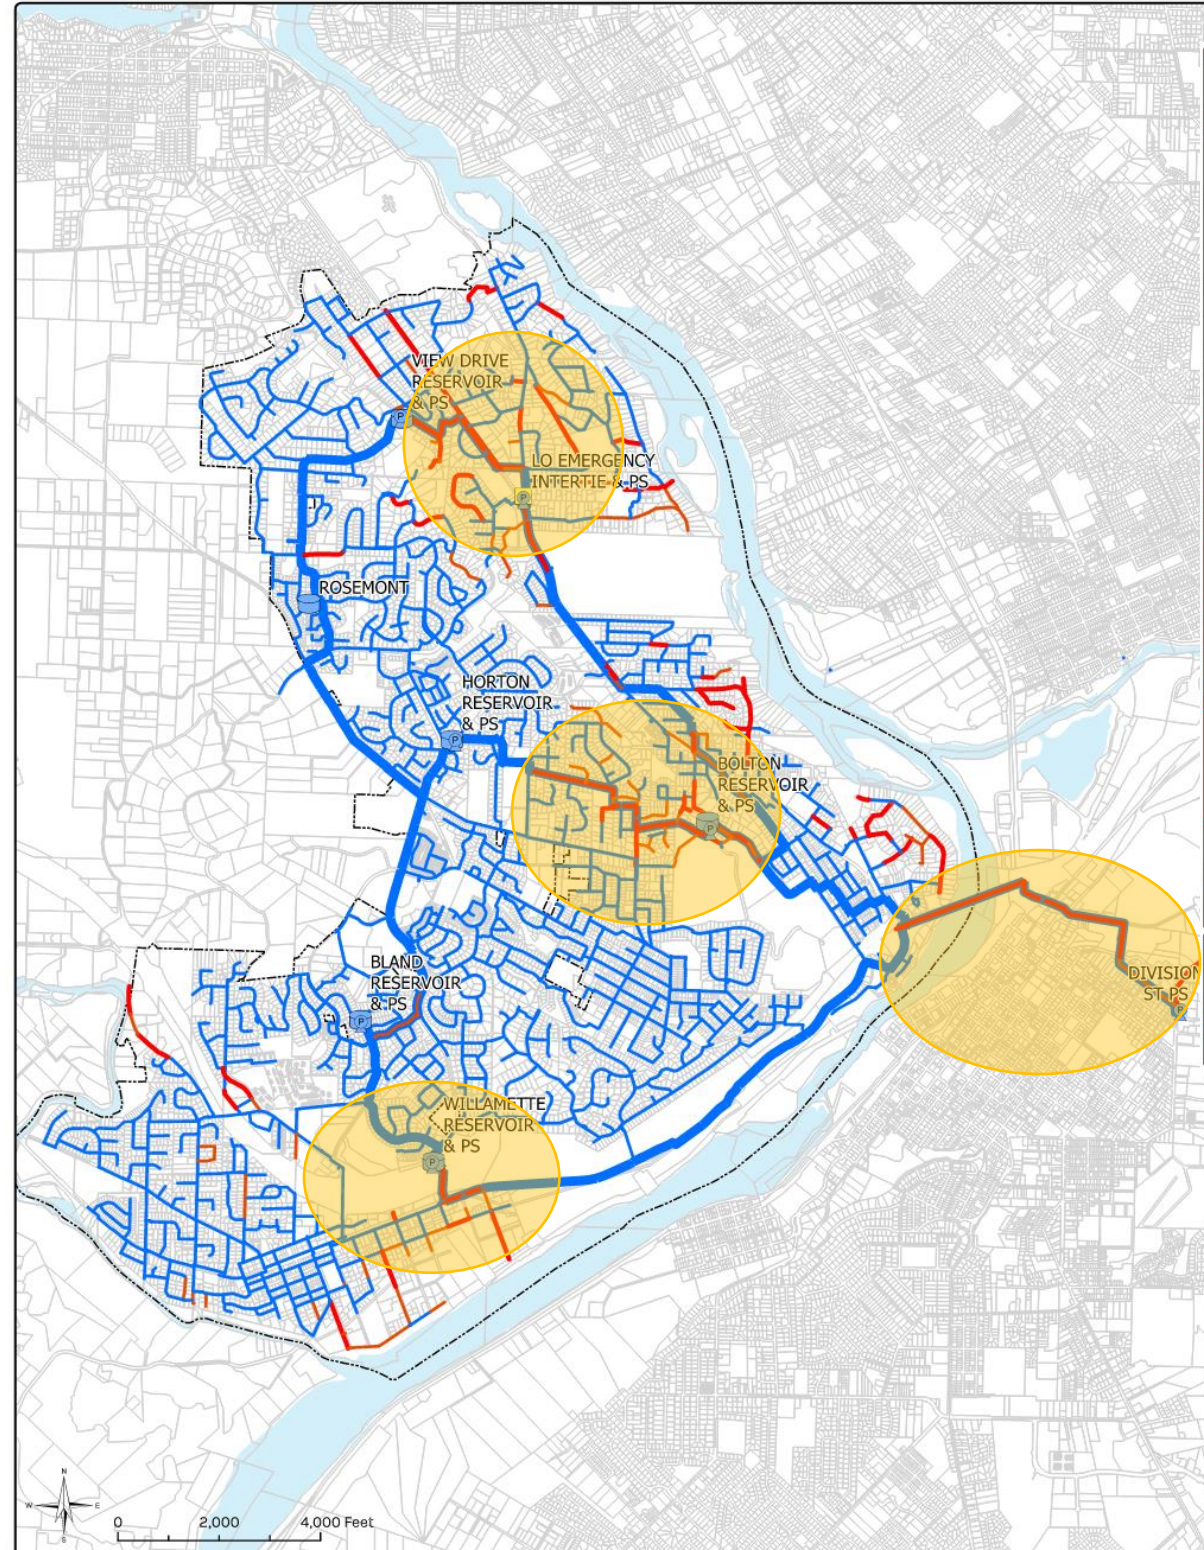 VIEW DRIVE
RESERVOIR
& PS
P
LO EMERGENCY
INTERTIE & PS
P
ROSEMONT
HORTON
RESERVOIR
& PS
P
BOLTON
RESERVOIR
& PS
P
BLAND
RESERVOIR
& PS
P
DIVISION
ST PS
P
WILLAMETTE
RESERVOIR
& PS
P
N
W
E
S
0 2,000 4,000 Feet